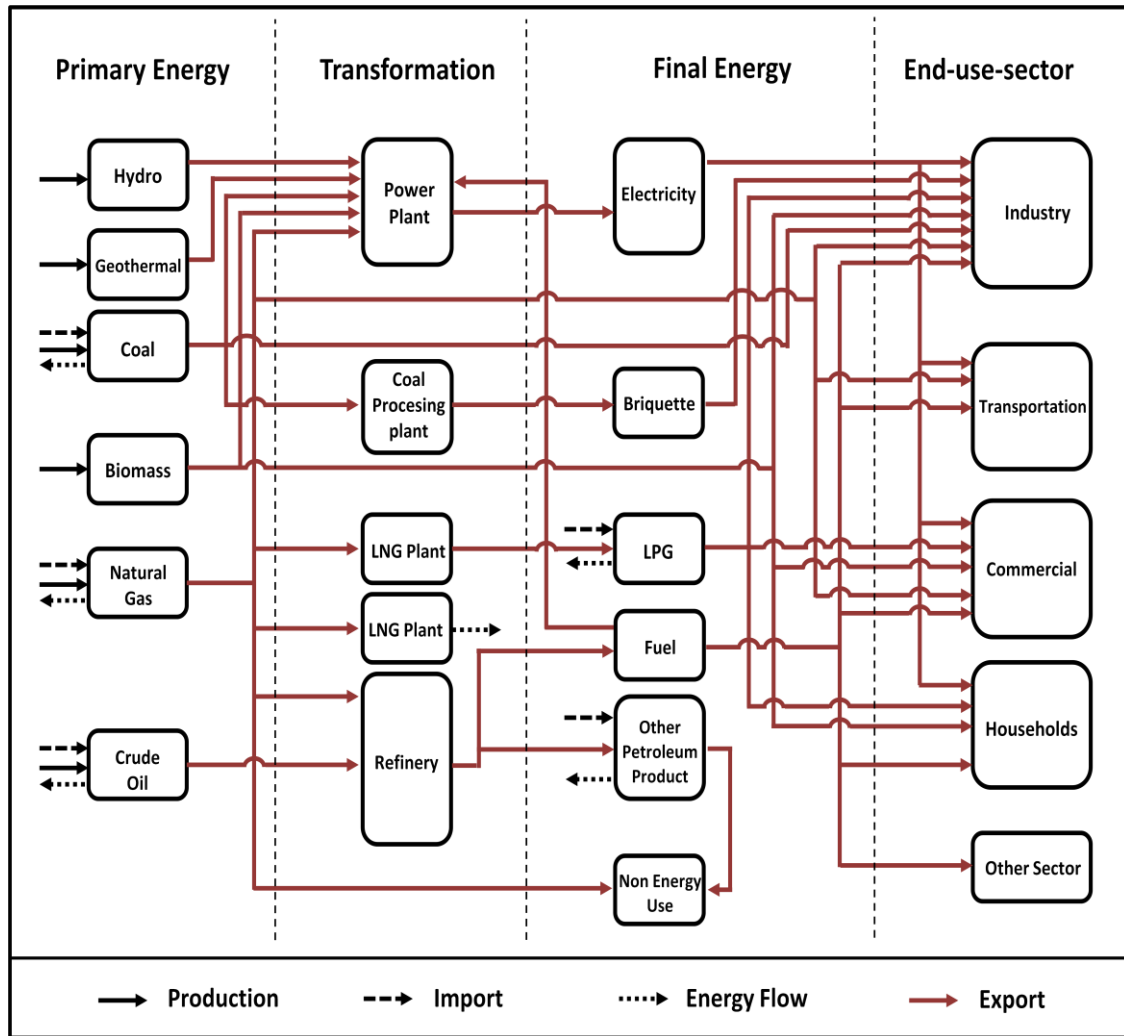 Primary Energy
Transformation
Final Energy
End-use-sector
Hydro
Power
Plant
Electricity
Industry
Geothermal
Coal
Coal
Procesing
plant
Briquette
Transportation
Biomass
LNG Plant
LPG
Commercial
Natural
Gas
LNG Plant
Fuel
Households
Crude
Oil
Refinery
Other
Petroleum
Product
Non Energy
Use
Other Sector
Production
Import
Energy Flow
Export